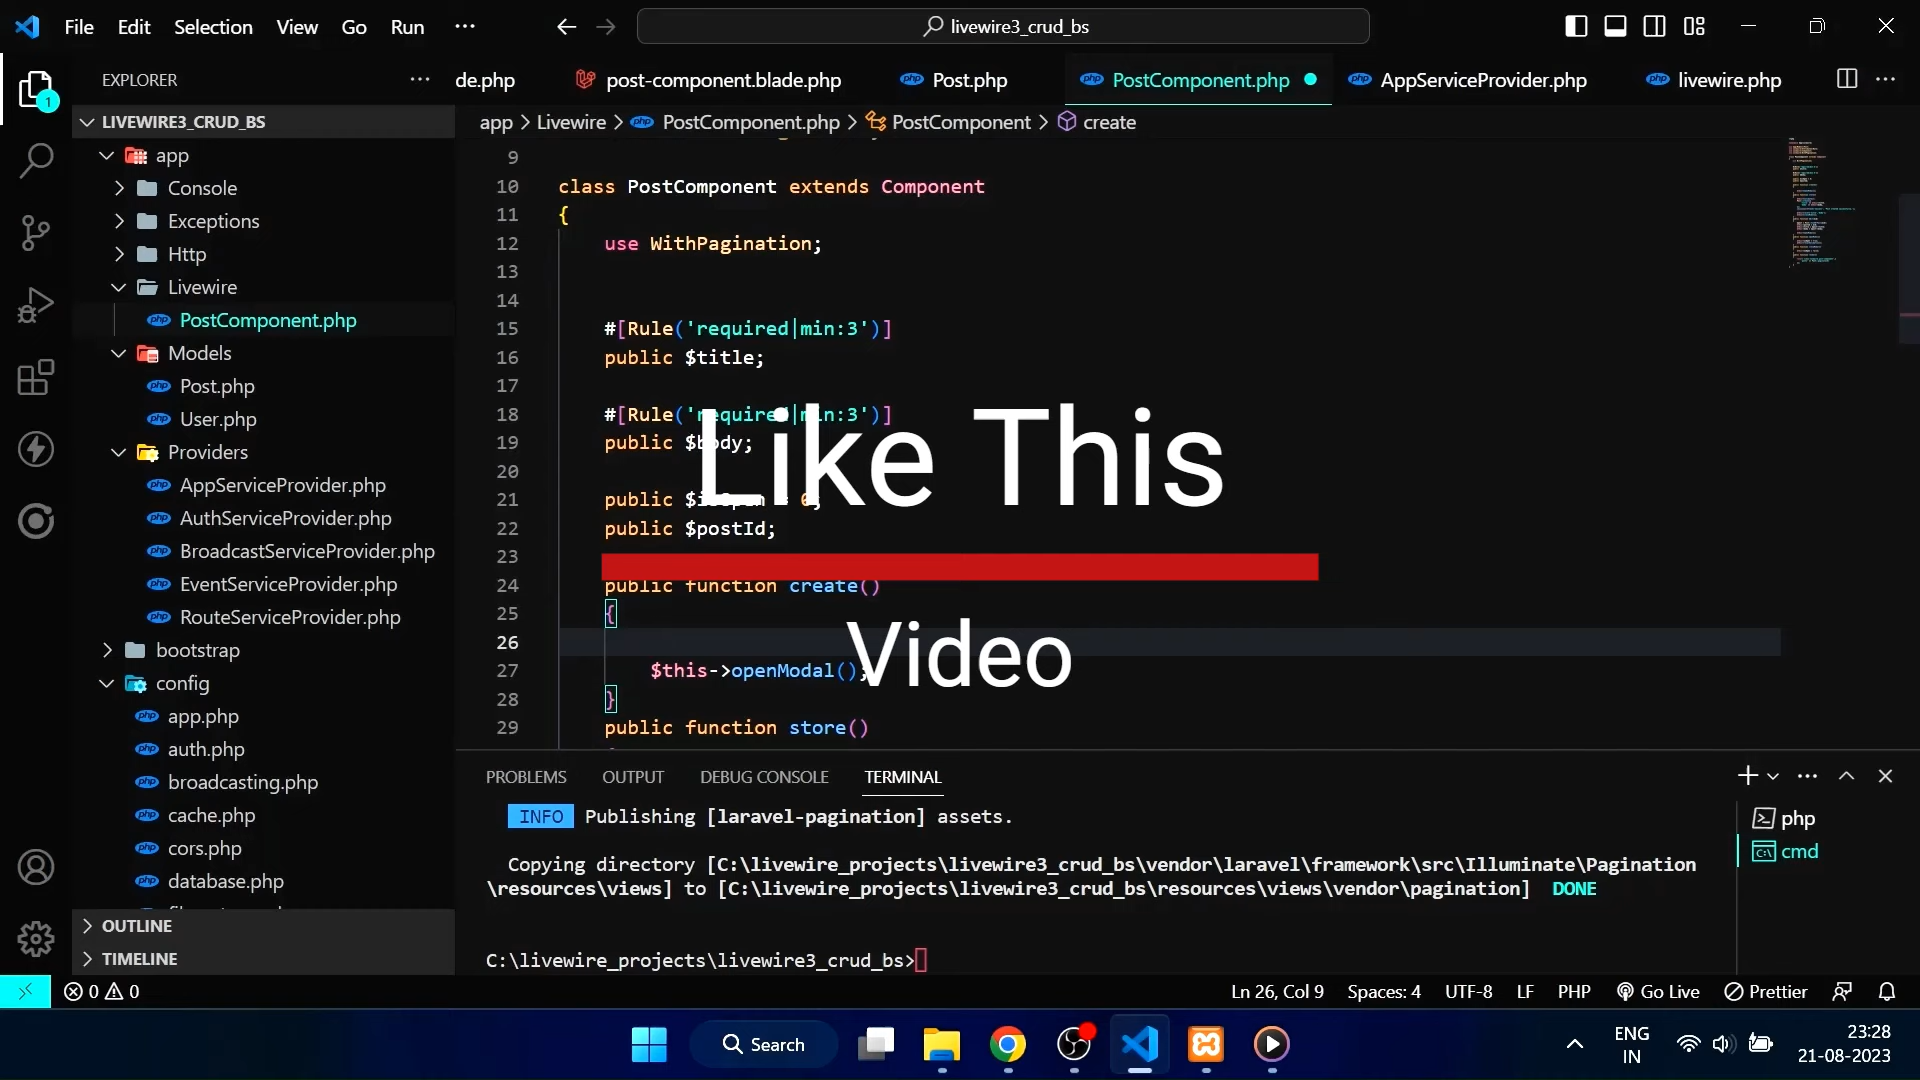 File Edit Selection View Go Run ···
livewire3_crud_bs
EXPLORER ···
de.php post-component.blade.php Post.php PostComponent.php AppServiceProvider.php livewire.php ···
LIVEWIRE3_CRUD_BS
app > Livewire > PostComponent.php > PostComponent > create
app
Console
Exceptions
Http
Livewire
PostComponent.php
Models
Post.php
User.php
Providers
AppServiceProvider.php
AuthServiceProvider.php
BroadcastServiceProvider.php
EventServiceProvider.php
RouteServiceProvider.php
bootstrap
config
app.php
auth.php
broadcasting.php
cache.php
cors.php
database.php
OUTLINE
TIMELINE
1
9
10 class PostComponent extends Component
11 {
12 use WithPagination;
13
14
15 #[Rule('required|min:3')]
16 public $title;
17
18 #[Rule('required|min:3')]
19 public $body;
20
21 public 0;
22 public $postId;
23
24 public function create()
25 {
26
27 $this->openModal();
28 }
29 public function store()
Like This
Video
PROBLEMS OUTPUT DEBUG CONSOLE TERMINAL
INFO Publishing [laravel-pagination] assets.
Copying directory [C:\livewire_projects\livewire3_crud_bs\vendor\laravel\framework\src\Illuminate\Pagination
\resources\views] to [C:\livewire_projects\livewire3_crud_bs\resources\views\vendor\pagination] DONE
C:\livewire_projects\livewire3_crud_bs>
php
cmd
0 0
Ln 26, Col 9 Spaces: 4 UTF-8 LF PHP Go Live Prettier
Search
ENG
IN
23:28
21-08-2023